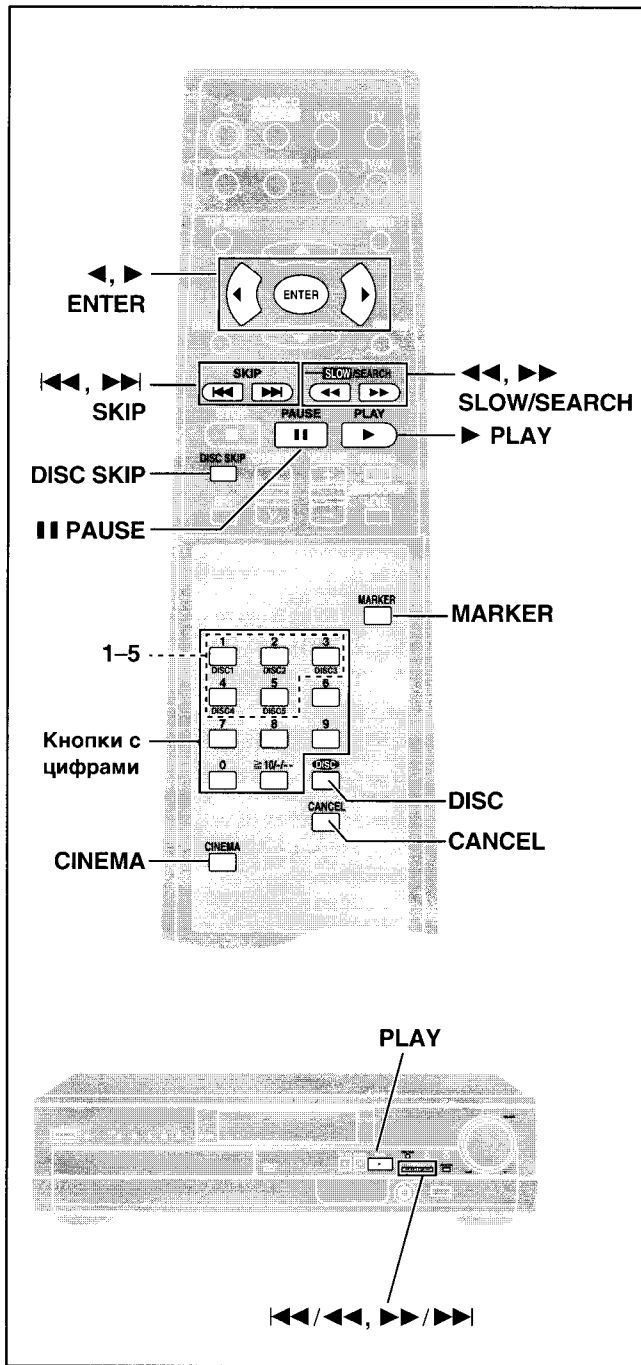 VCR TV
◀, ▶
ENTER
ENTER
|◀◀, ▶▶|
SKIP
SKIP
|◀◀ ▶▶|
SLOW/SEARCH
◀◀ ▶▶
◀◀, ▶▶
SLOW/SEARCH
PAUSE PLAY
▶ PLAY
DISC SKIP
DISC SKIP
❚❚ PAUSE
MARKER
MARKER
1–5
1 2 3
DISC1 DISC2 DISC3
4 5 6
DISC4 DISC5
Кнопки с
цифрами
7 8 9
0 ≧10/-/-- DISC
DISC
CANCEL
CANCEL
CINEMA
CINEMA
PLAY
|◀◀/◀◀, ▶▶/▶▶|